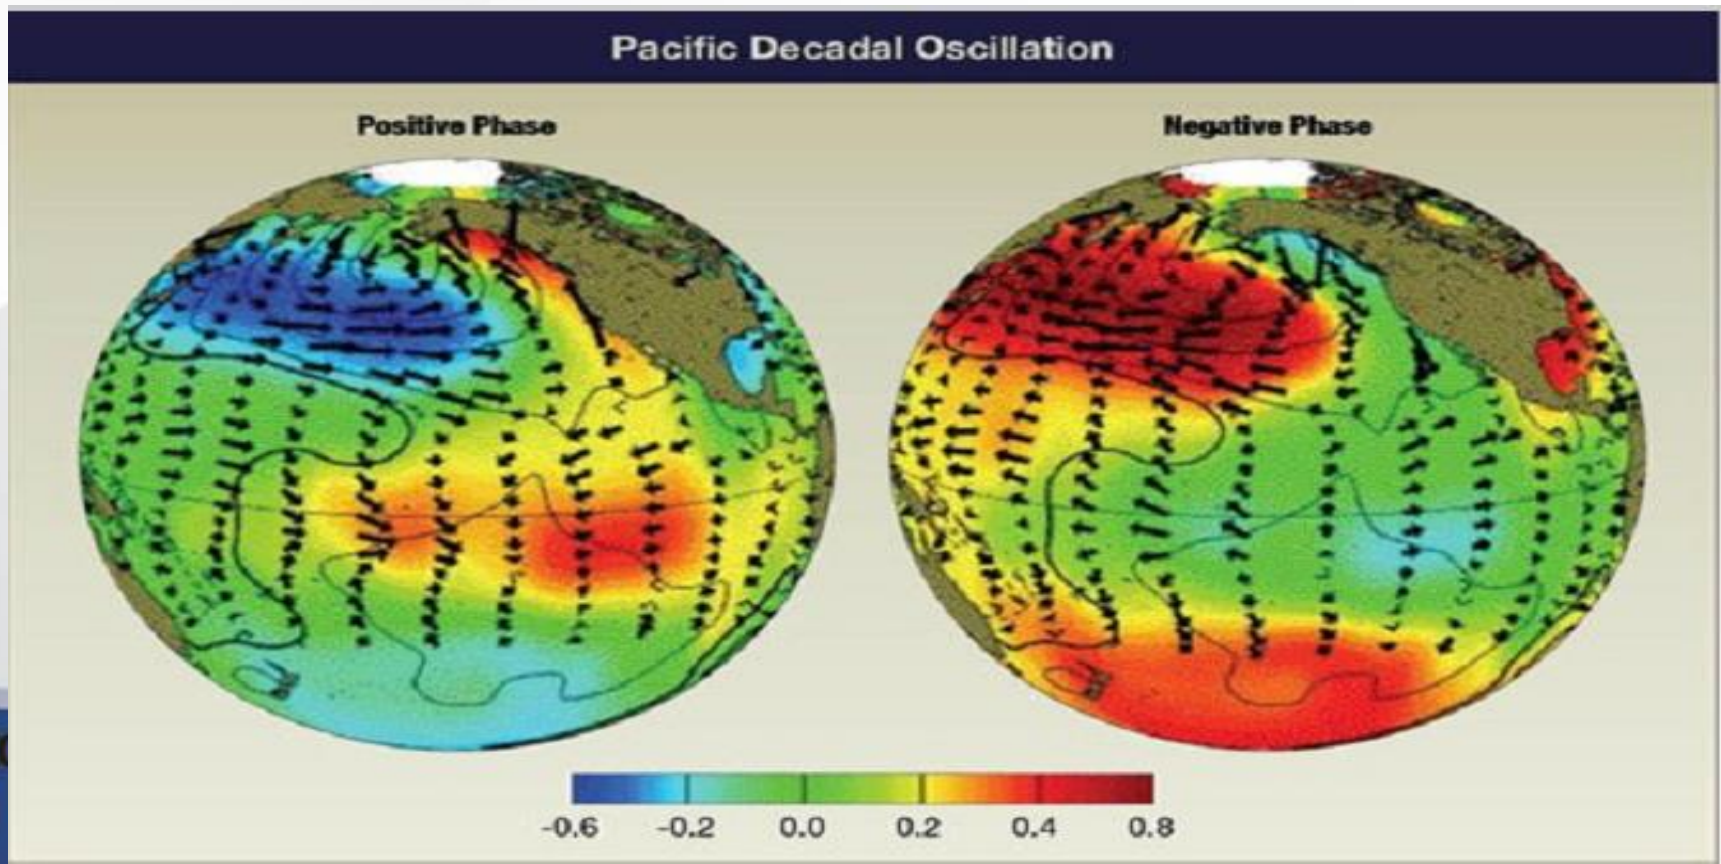 Pacific Decadal Oscillation
Positive Phase
Negative Phase
-0.6 -0.2 0.0 0.2 0.4 0.8